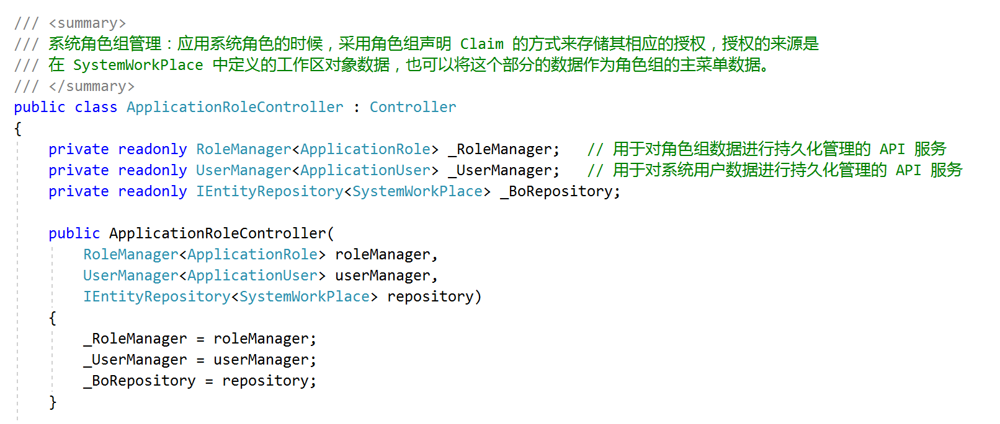 /// <summary>
/// 系统角色组管理：应用系统角色的时候，采用角色组声明 Claim 的方式来存储其相应的授权，授权的来源是
/// 在 SystemWorkPlace 中定义的工作区对象数据，也可以将这个部分的数据作为角色组的主菜单数据。
/// </summary>
public class ApplicationRoleController : Controller
{
    private readonly RoleManager<ApplicationRole> _RoleManager;   // 用于对角色组数据进行持久化管理的 API 服务
    private readonly UserManager<ApplicationUser> _UserManager;   // 用于对系统用户数据进行持久化管理的 API 服务
    private readonly IEntityRepository<SystemWorkPlace> _BoRepository;
    public ApplicationRoleController(
        RoleManager<ApplicationRole> roleManager,
        UserManager<ApplicationUser> userManager,
        IEntityRepository<SystemWorkPlace> repository)
    {
        _RoleManager = roleManager;
        _UserManager = userManager;
        _BoRepository = repository;
    }